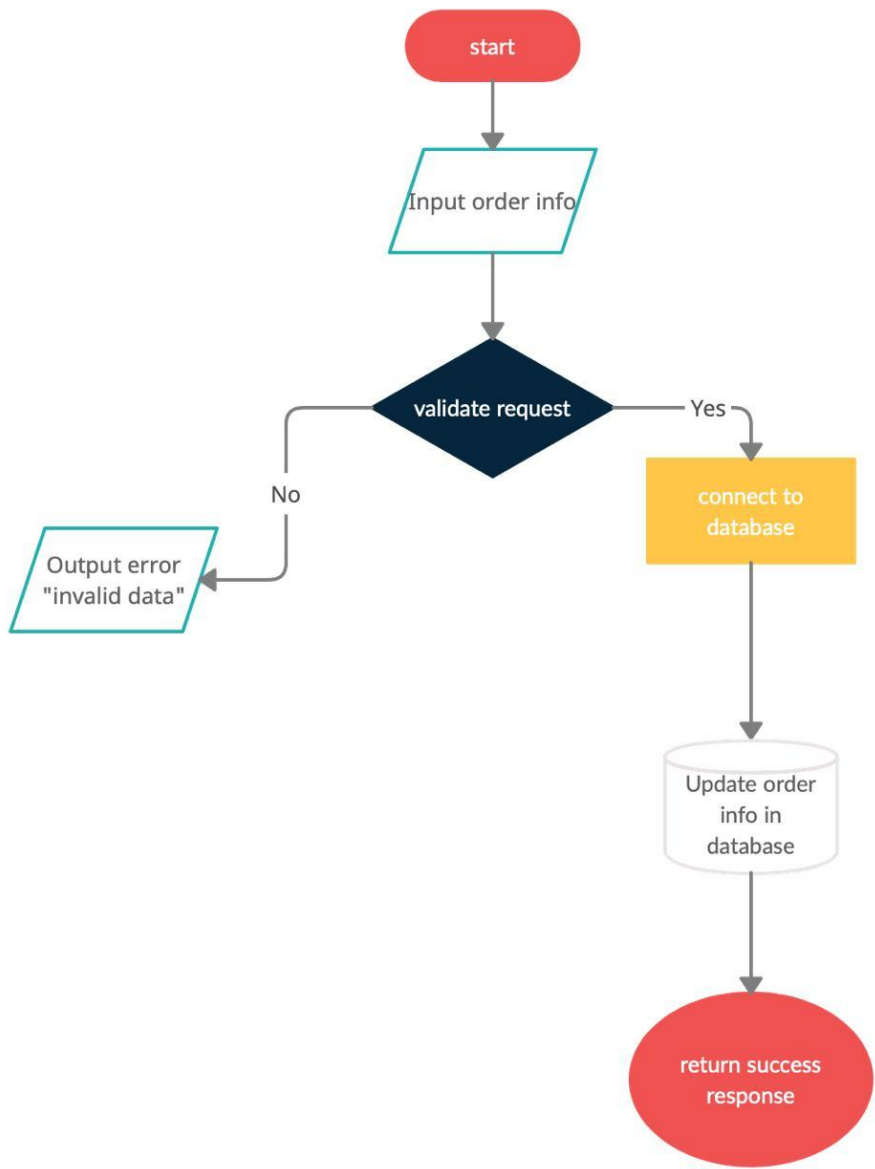 start
Input order info
validate request
Yes
No
connect to
database
Output error
"invalid data"
Update order
info in
database
return success
response